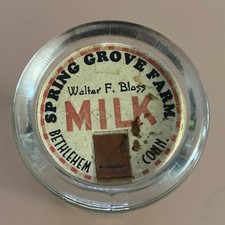 SPRING GROVE FARM
Walter F. Bloss
MILK
BETHLEHEM CONN.